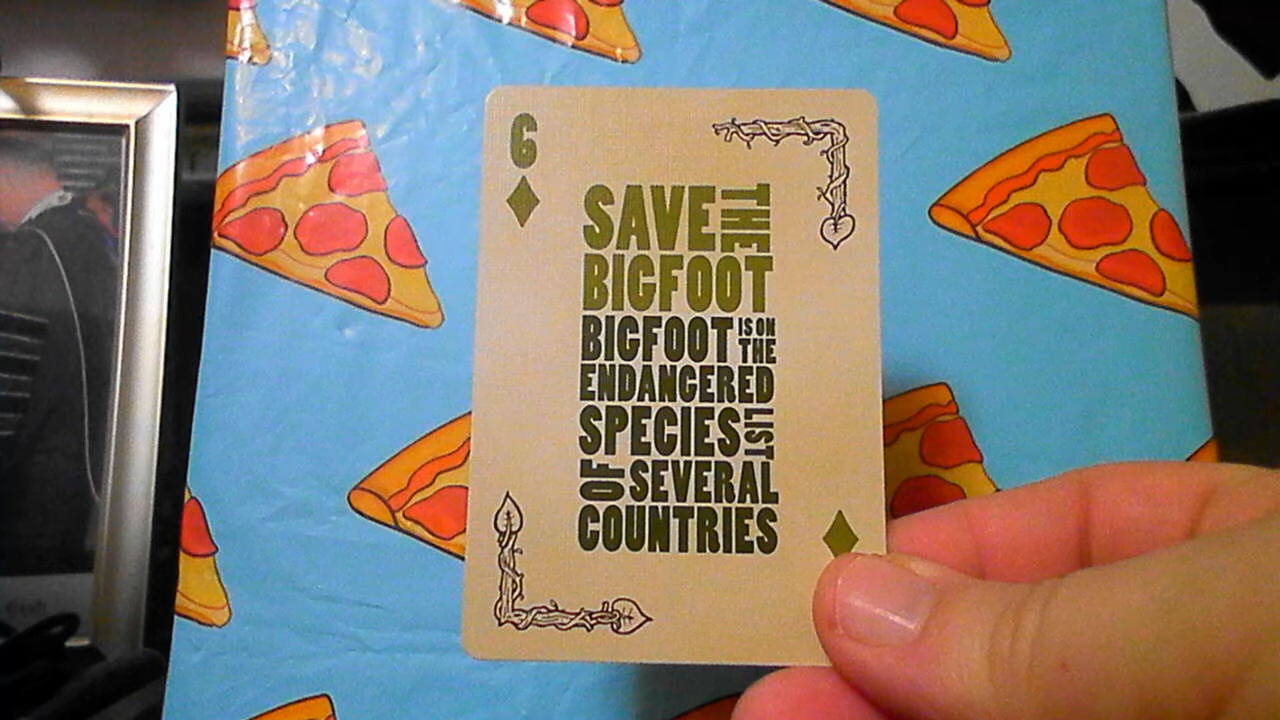 6
SAVE THE
BIGFOOT
BIGFOOT IS ON THE
ENDANGERED
SPECIES LIST
OF SEVERAL
COUNTRIES